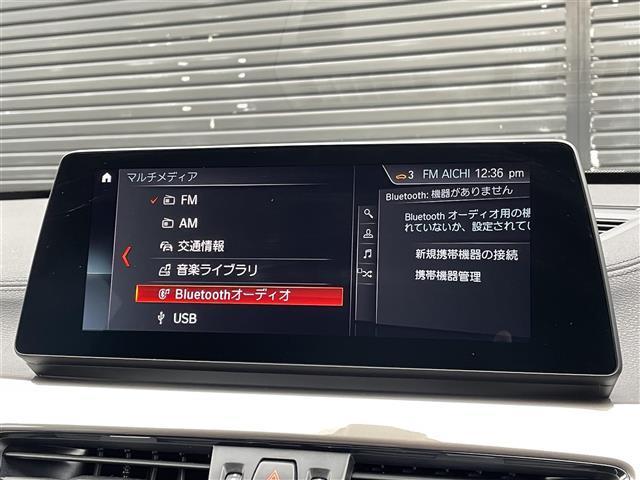 マルチメディア
3 FM AICHI 12:36 pm
✓ FM
AM
交通情報
音楽ライブラリ
Bluetoothオーディオ
USB
Bluetooth: 機器がありません
Bluetooth オーディオ用の機
れていないか、設定されてい
新規携帯機器の接続
携帯機器管理